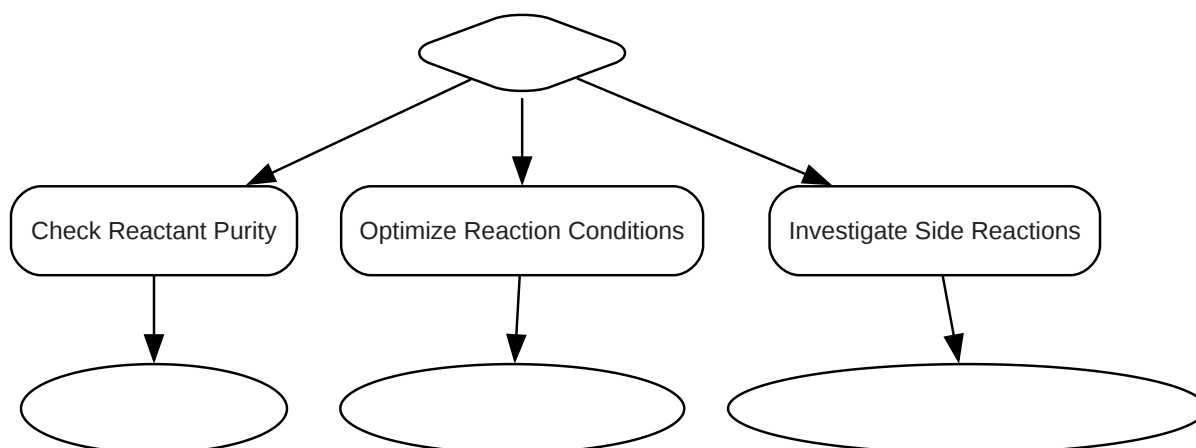 Check Reactant Purity
Optimize Reaction Conditions
Investigate Side Reactions